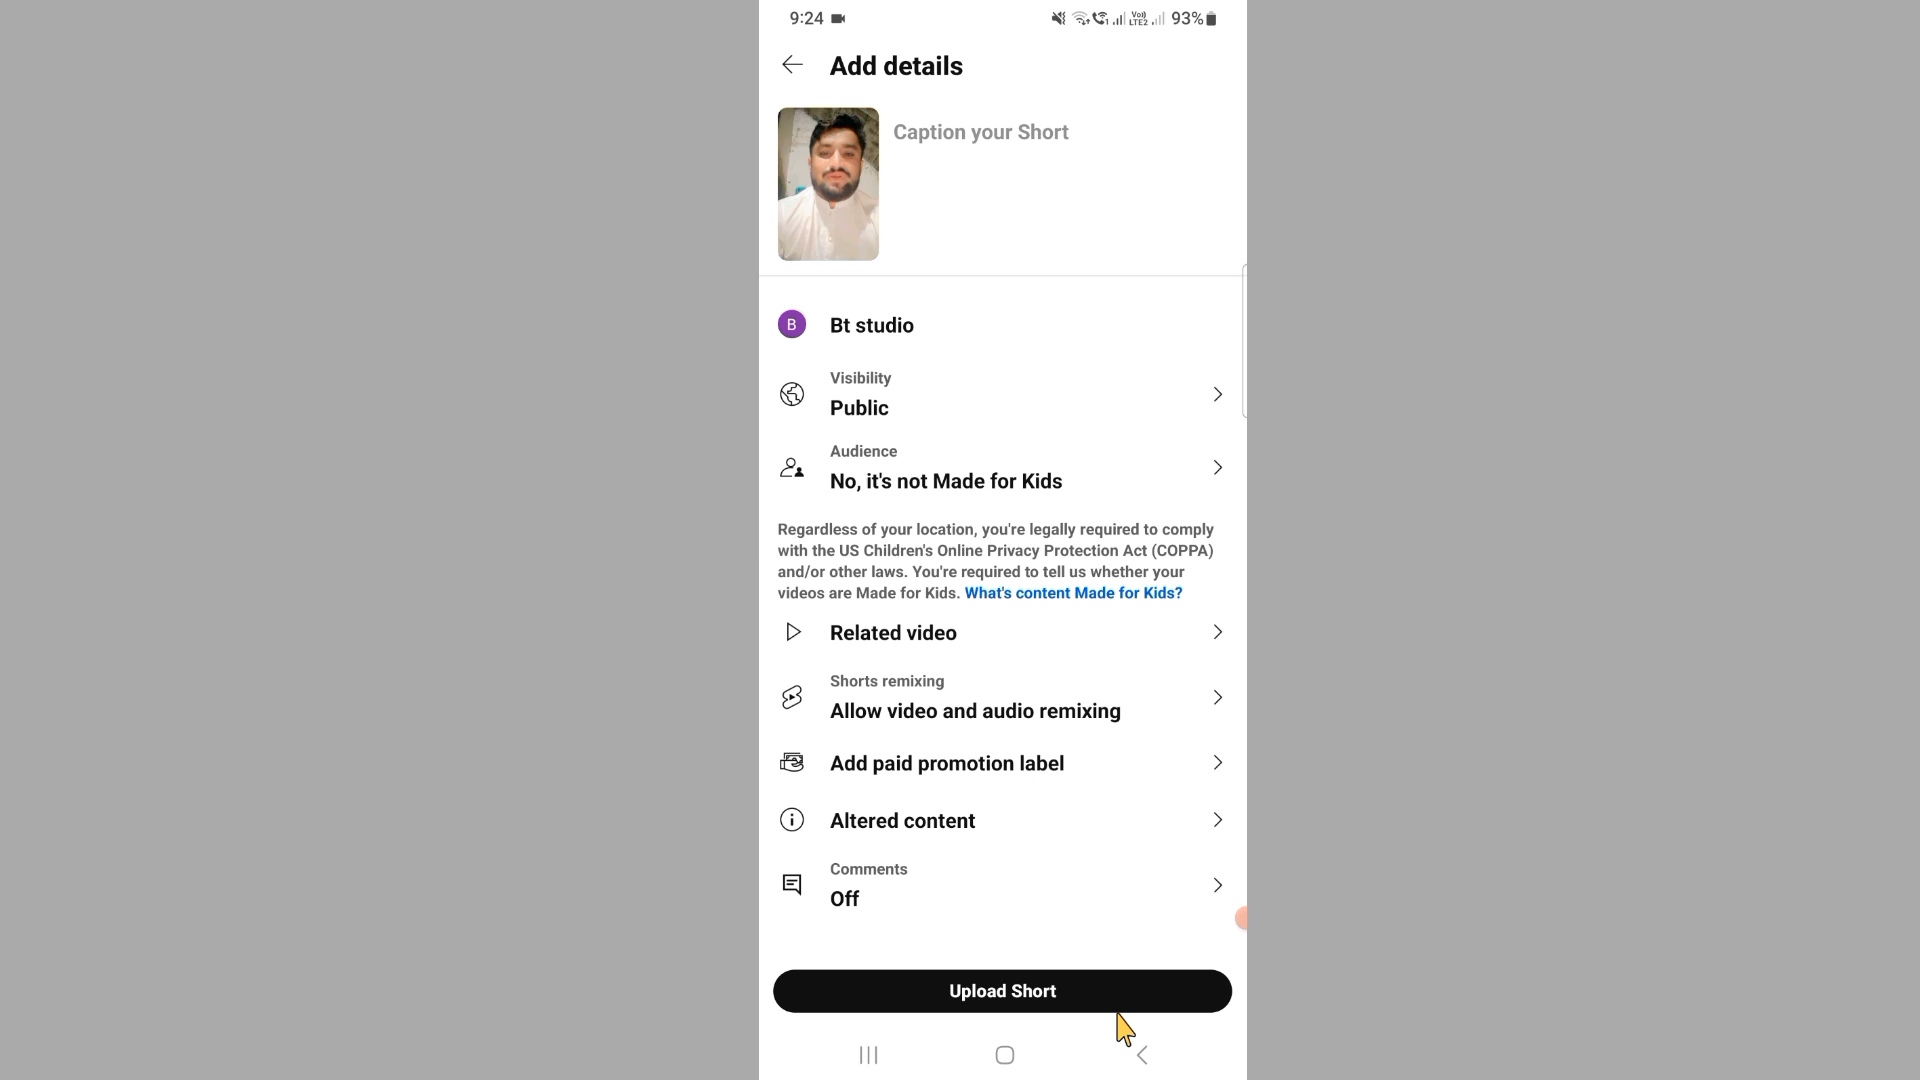 9:24
Vo))
LTE2
93%
Add details
Caption your Short
B
Bt studio
Visibility
Public
Audience
No, it's not Made for Kids
Regardless of your location, you're legally required to comply
with the US Children's Online Privacy Protection Act (COPPA)
and/or other laws. You're required to tell us whether your
videos are Made for Kids. What's content Made for Kids?
Related video
Shorts remixing
Allow video and audio remixing
Add paid promotion label
Altered content
Comments
Off
Upload Short